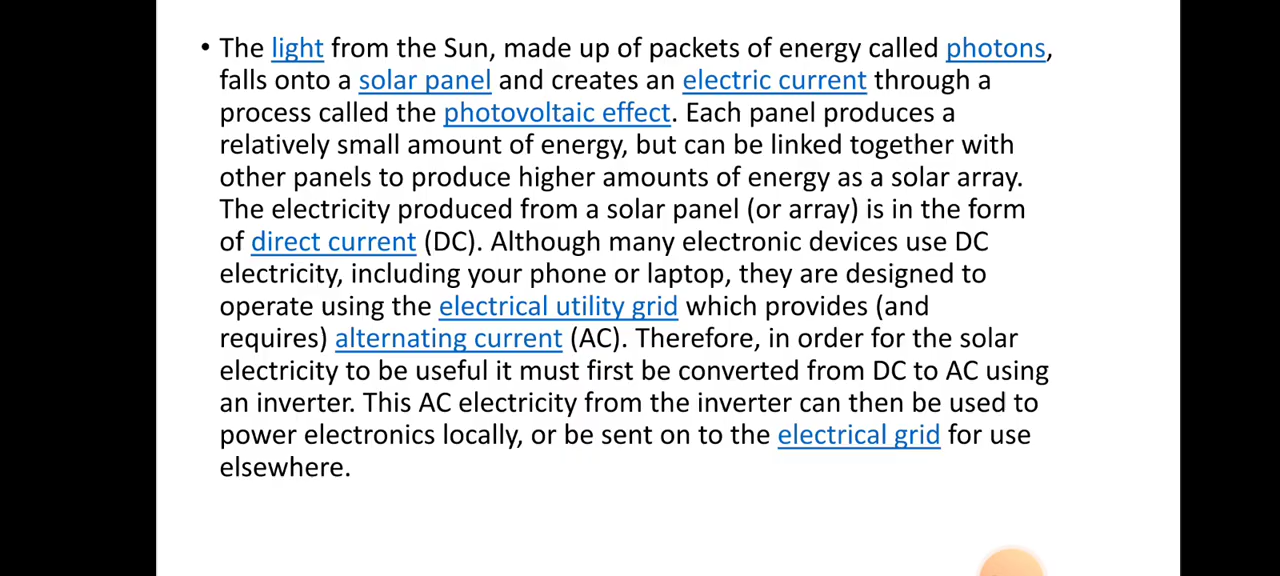 • The light from the Sun, made up of packets of energy called photons,
falls onto a solar panel and creates an electric current through a
process called the photovoltaic effect. Each panel produces a
relatively small amount of energy, but can be linked together with
other panels to produce higher amounts of energy as a solar array.
The electricity produced from a solar panel (or array) is in the form
of direct current (DC). Although many electronic devices use DC
electricity, including your phone or laptop, they are designed to
operate using the electrical utility grid which provides (and
requires) alternating current (AC). Therefore, in order for the solar
electricity to be useful it must first be converted from DC to AC using
an inverter. This AC electricity from the inverter can then be used to
power electronics locally, or be sent on to the electrical grid for use
elsewhere.